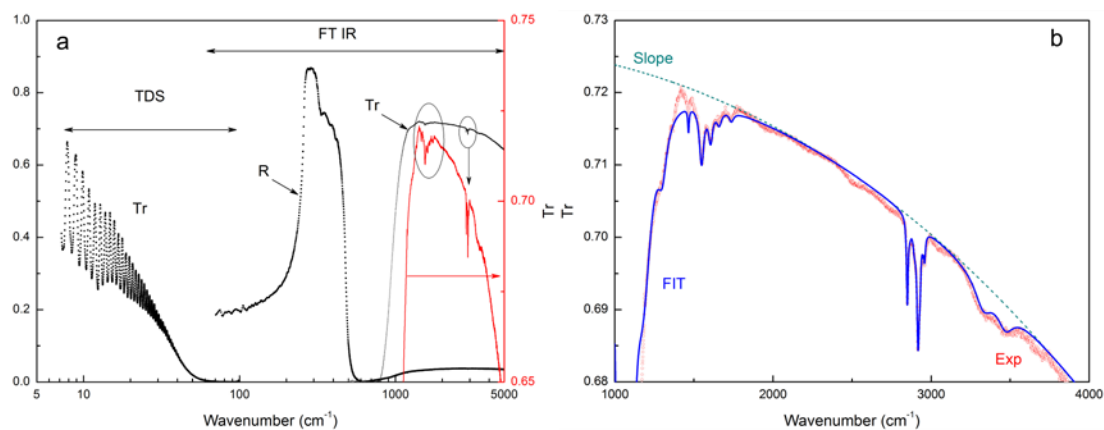 a
FT IR
TDS
Tr
R
Tr
1.0
0.8
0.6
0.4
0.2
0.0
0.75
0.70
0.65
5
10
100
1000
5000
Wavenumber (cm-1)
Tr
b
Slope
FIT
Exp
Tr
0.73
0.72
0.71
0.70
0.69
0.68
1000
2000
3000
4000
Wavenumber (cm-1)